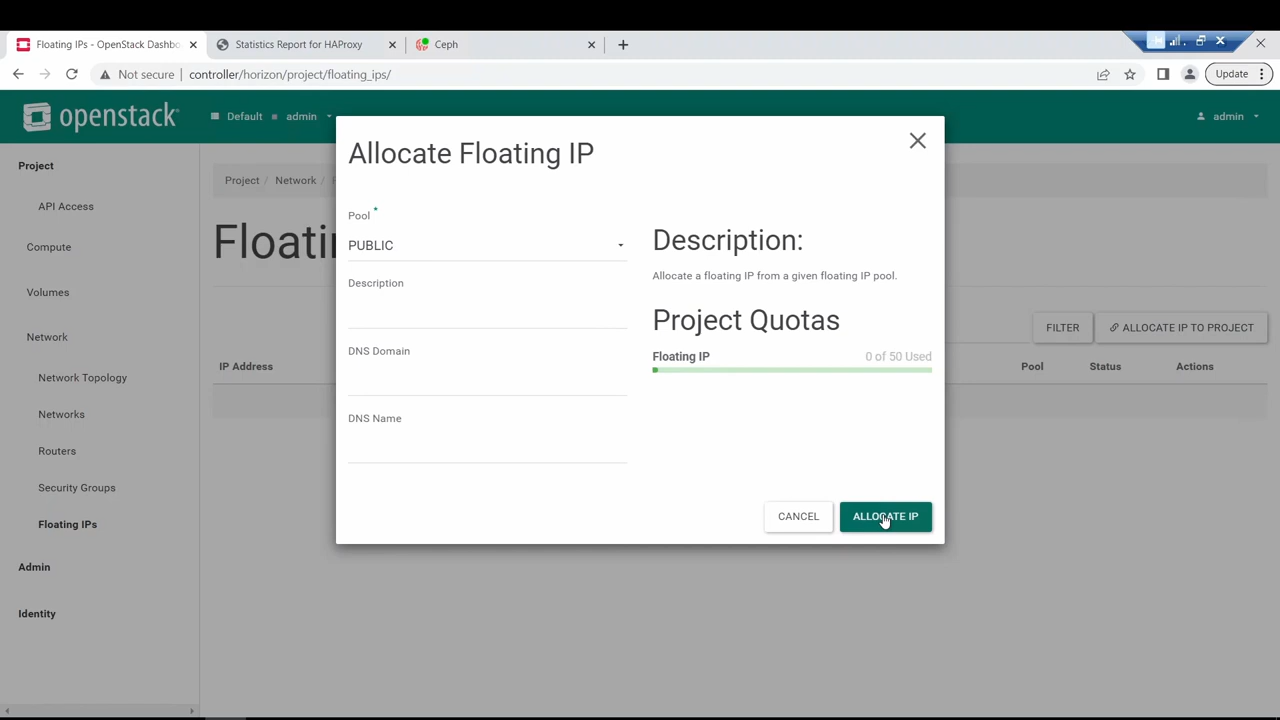 Floating IPs - OpenStack Dashbo
Statistics Report for HAProxy
Ceph
Not secure
controller/horizon/project/floating_ips/
Update
openstack
Default
admin
admin
Project
API Access
Compute
Volumes
Network
Network Topology
Networks
Routers
Security Groups
Floating IPs
Admin
Identity
Project / Network /
Floati
FILTER
ALLOCATE IP TO PROJECT
IP Address
Pool
Status
Actions
Allocate Floating IP
Pool *
PUBLIC
Description
DNS Domain
DNS Name
Description:
Allocate a floating IP from a given floating IP pool.
Project Quotas
Floating IP
0 of 50 Used
CANCEL
ALLOCATE IP